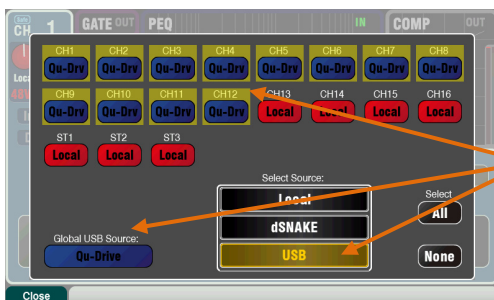 Safe
CH 1 GATE OUT PEQ IN COMP OUT
CH1 CH2 CH3 CH4 CH5 CH6 CH7 CH8
Qu-Drv Qu-Drv Qu-Drv Qu-Drv Qu-Drv Qu-Drv Qu-Drv Qu-Drv
CH9 CH10 CH11 CH12 CH13 CH14 CH15 CH16
Qu-Drv Qu-Drv Qu-Drv Qu-Drv Local Local Local Local
ST1 ST2 ST3
Local Local Local
Select Source:
Local
dSNAKE
USB
Select
All
None
Global USB Source:
Qu-Drive
Close